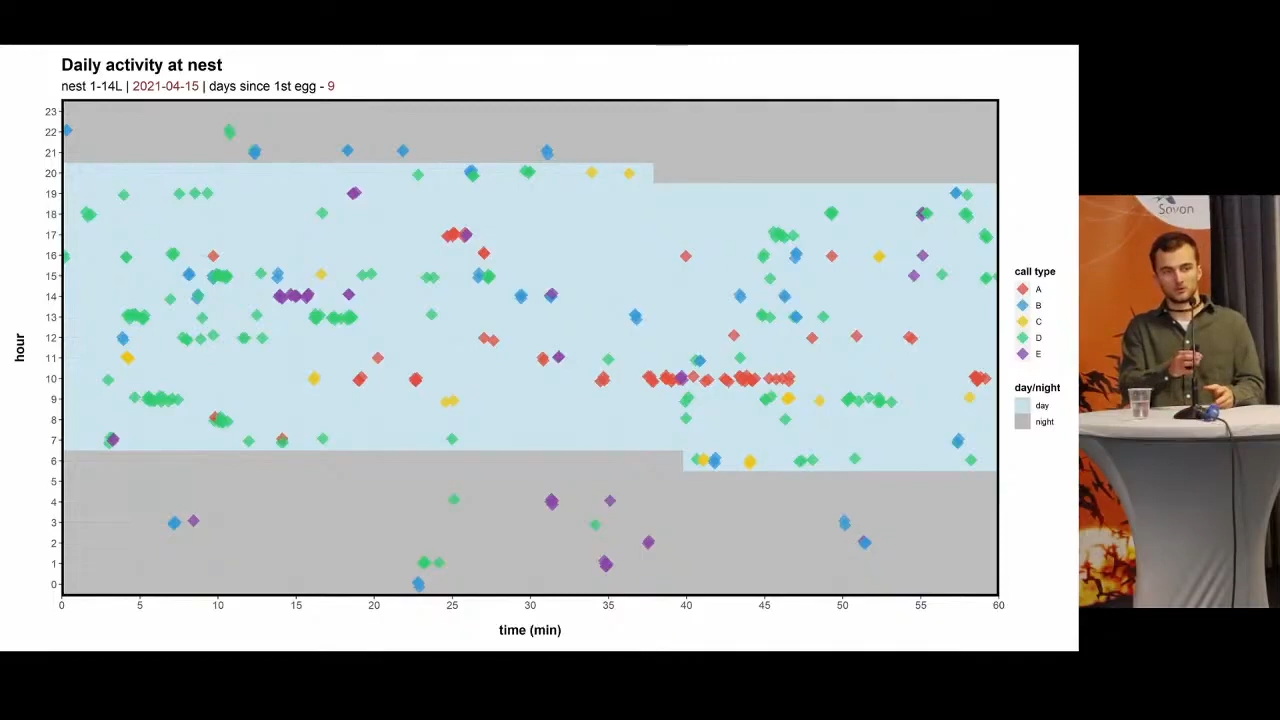 Daily activity at nest
nest 1-14L | 2021-04-15 | days since 1st egg - 9
23
22
21
20
19
18
17
16
15
14
13
12
11
10
9
8
7
6
5
4
3
2
1
0
hour
0 5 10 15 20 25 30 35 40 45 50 55 60
time (min)
call type
A
B
C
D
E
day/night
day
night
Sovon